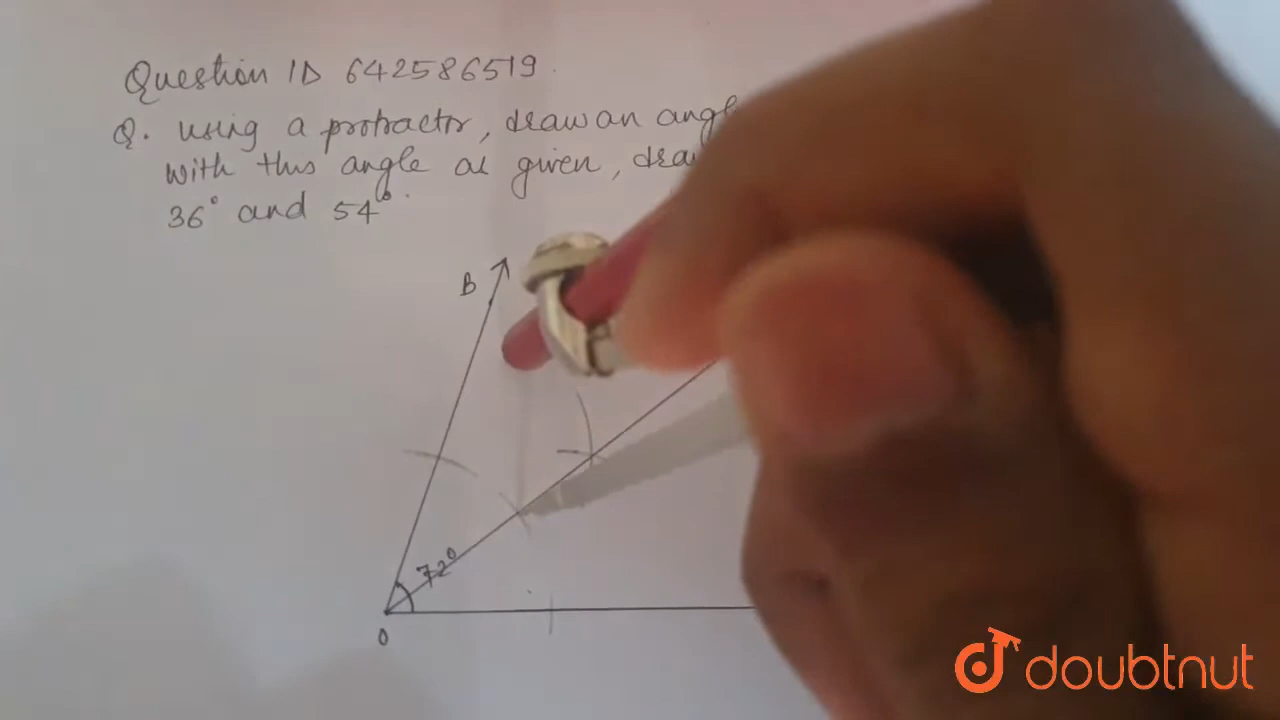 Question ID 642586519.
Q. Using a protractor, draw an angl
with this angle as given, dra
36° and 54°.
B
72°
O
doubtnut